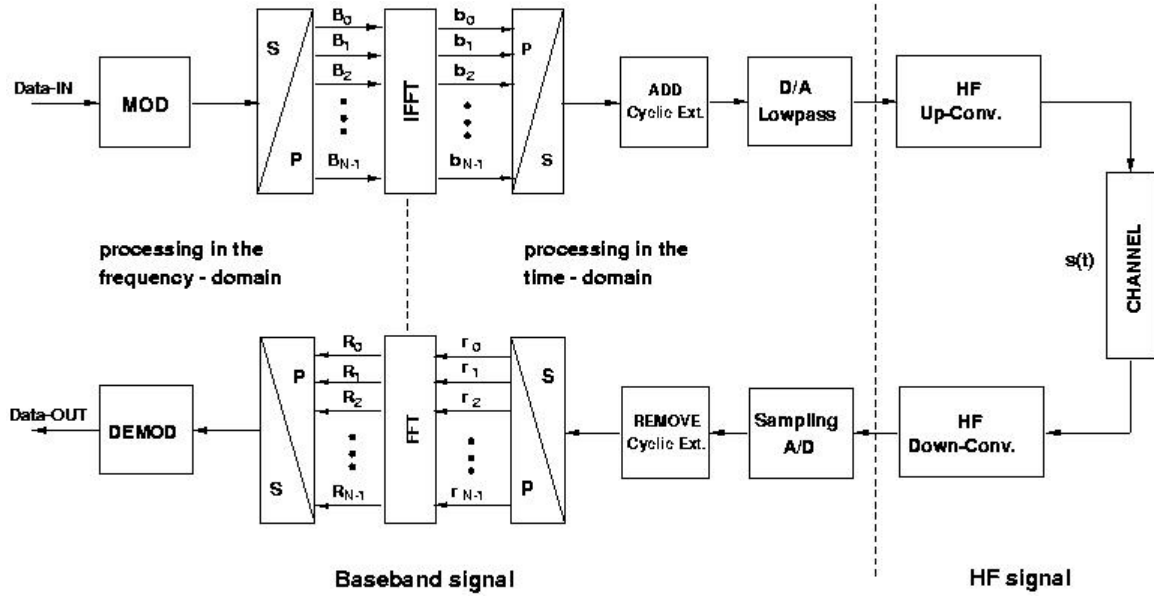 Data-IN
MOD
S
P
B0
B1
B2
BN-1
IFFT
b0
b1
b2
bN-1
P
S
ADD
Cyclic Ext.
D/A
Lowpass
HF
Up-Conv.
s(t)
CHANNEL
processing in the
frequency - domain
processing in the
time - domain
Data-OUT
DEMOD
P
S
R0
R1
R2
RN-1
FFT
r0
r1
r2
rN-1
S
P
REMOVE
Cyclic Ext.
Sampling
A/D
HF
Down-Conv.
Baseband signal
HF signal